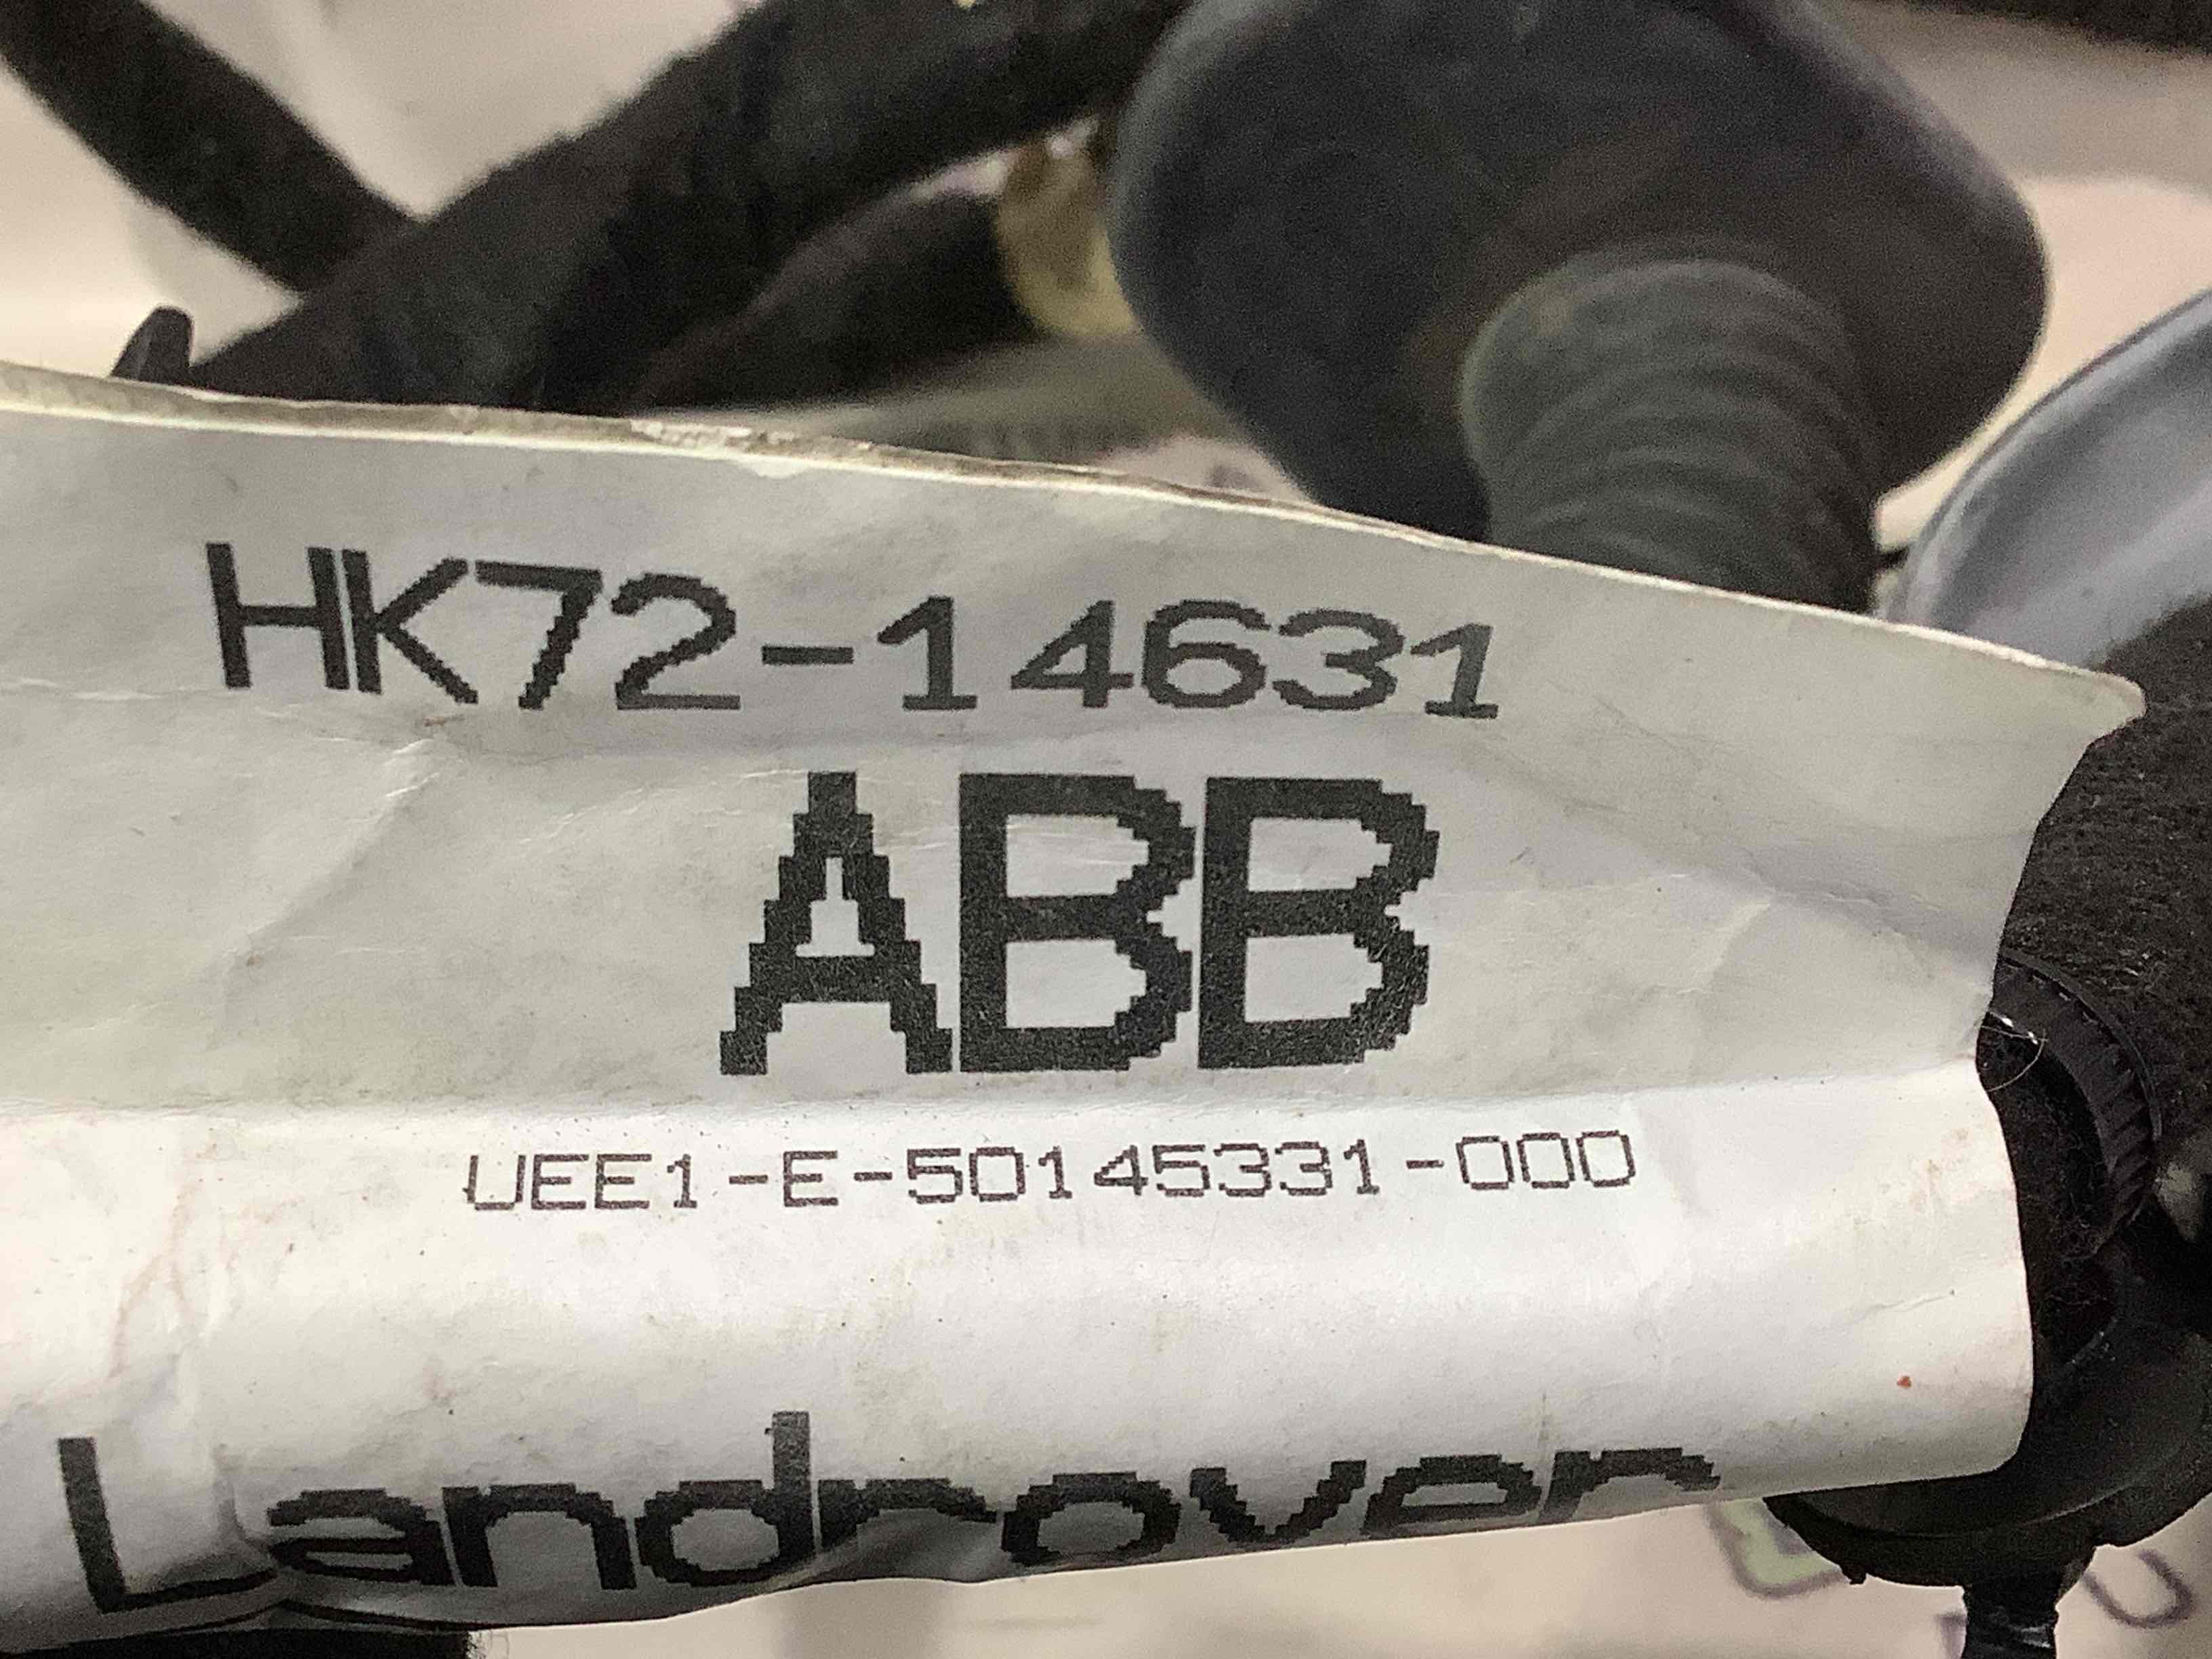 HK72-14631
ABB
UEE1-E-50145331-000
Landrover